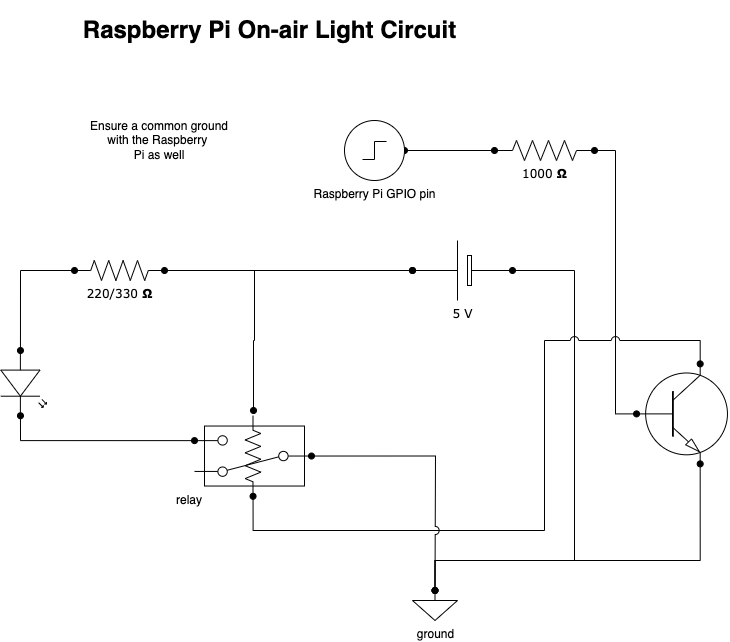 Raspberry Pi On-air Light Circuit
Ensure a common ground
with the Raspberry
Pi as well
Raspberry Pi GPIO pin
1000 Ω
220/330 Ω
5 V
relay
ground